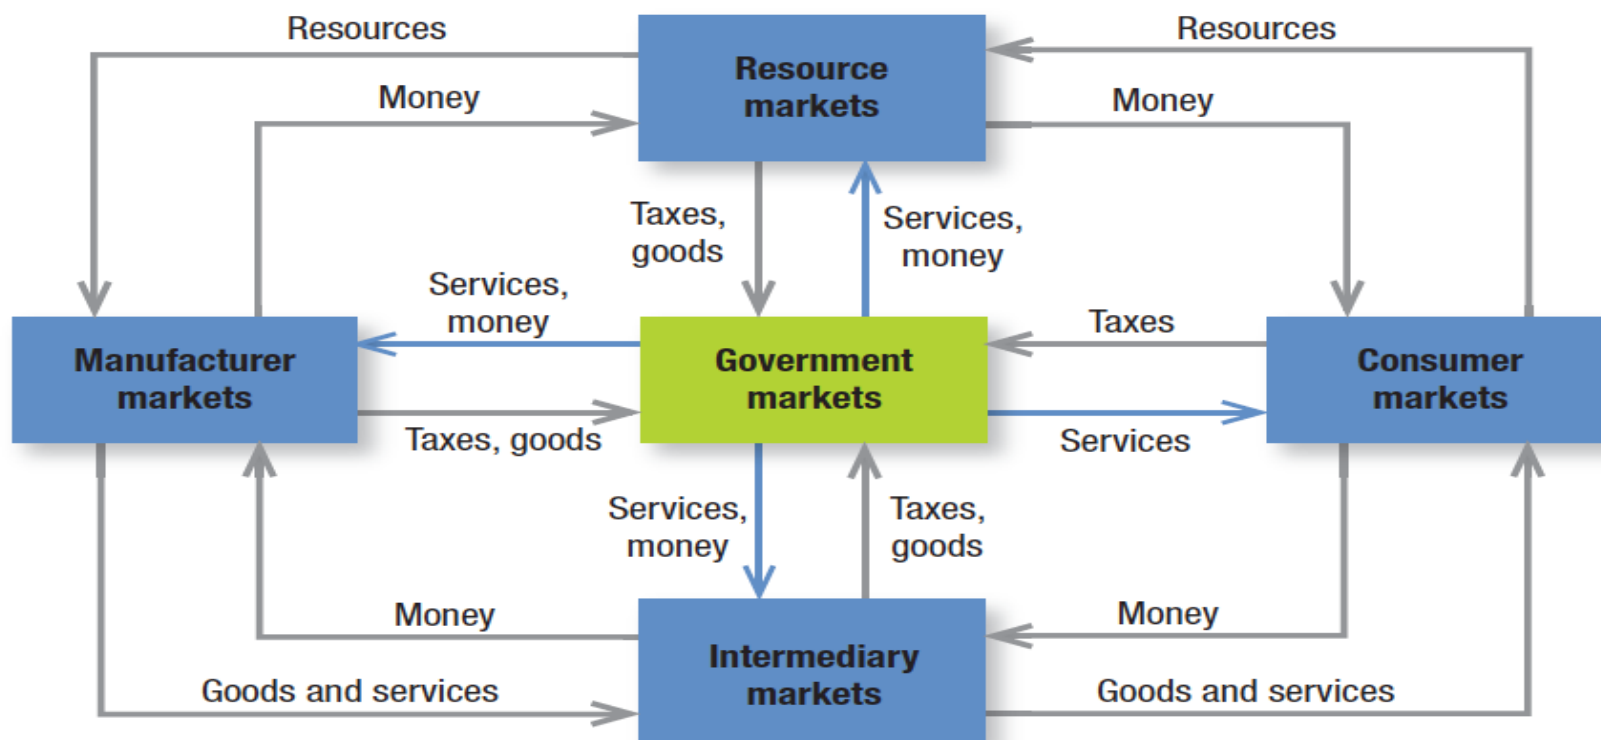 Resources
Resources
Resource
markets
Money
Money
Taxes,
goods
Services,
money
Services,
money
Taxes
Manufacturer
markets
Government
markets
Consumer
markets
Taxes, goods
Services
Services,
money
Taxes,
goods
Money
Money
Intermediary
markets
Goods and services
Goods and services